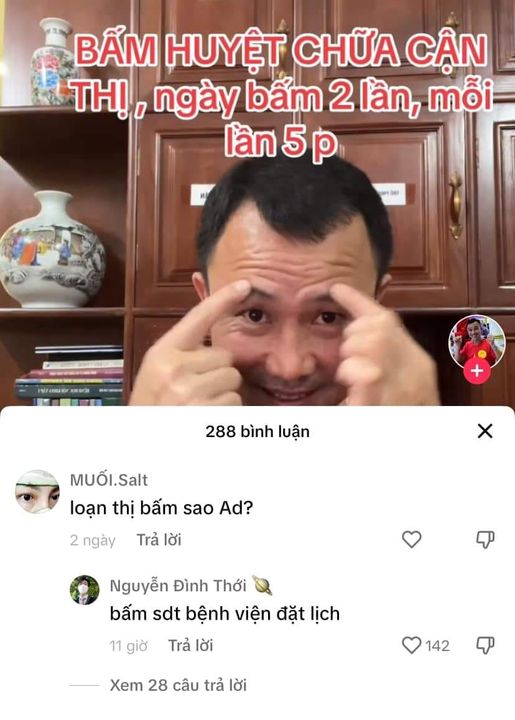 BẤM HUYỆT CHỮA CẬN
THỊ , ngày bấm 2 lần, mỗi
lần 5 p
288 bình luận
MUỐI.Salt
loạn thị bấm sao Ad?
2 ngày Trả lời
Nguyễn Đình Thới 🪐
bấm sdt bệnh viện đặt lịch
11 giờ Trả lời 142
Xem 28 câu trả lời